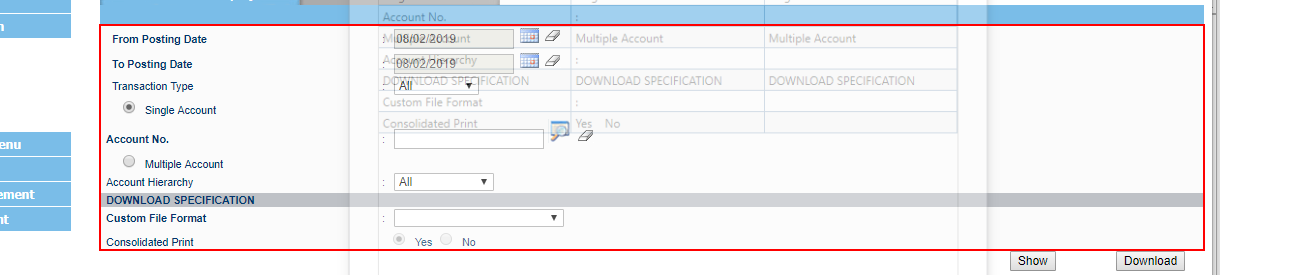 Account No. :
From Posting Date : 08/02/2019
Multiple Account Multiple Account Multiple Account
To Posting Date : 08/02/2019
Account Hierarchy :
DOWNLOAD SPECIFICATION DOWNLOAD SPECIFICATION DOWNLOAD SPECIFICATION
Transaction Type : All
Custom File Format :
Single Account
Consolidated Print Yes No
Account No. :
enu
Multiple Account
Account Hierarchy : All
ement
DOWNLOAD SPECIFICATION
Custom File Format :
Consolidated Print : Yes No
Show Download